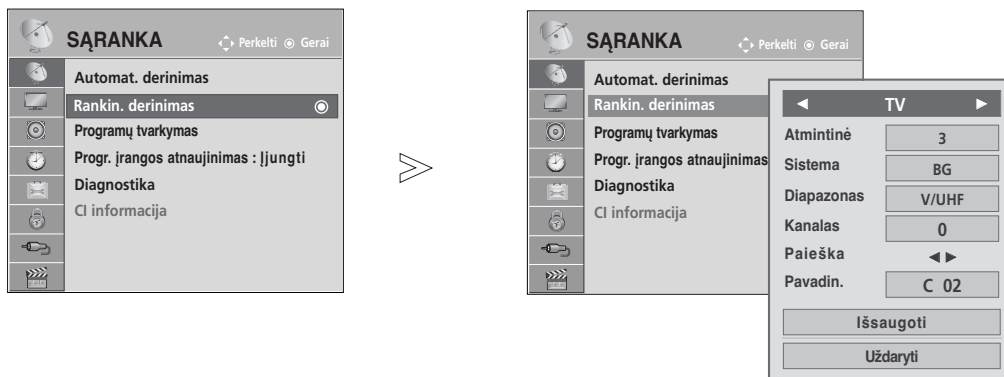 SĄRANKA
Perkelti Gerai
Automat. derinimas
Rankin. derinimas
Programų tvarkymas
Progr. įrangos atnaujinimas : Įjungti
Diagnostika
CI informacija
SĄRANKA
Perkelti Gerai
Automat. derinimas
Rankin. derinimas
Programų tvarkymas
Progr. įrangos atnaujinimas
Diagnostika
CI informacija
◄ TV ►
Atmintinė 3
Sistema BG
Diapazonas V/UHF
Kanalas 0
Paieška ◄ ►
Pavadin. C 02
Išsaugoti
Uždaryti